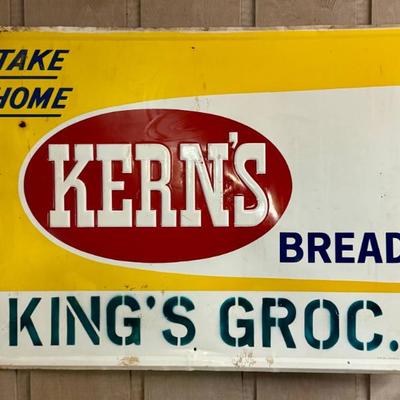 TAKE
HOME
KERN'S
BREAD
KING'S GROC.